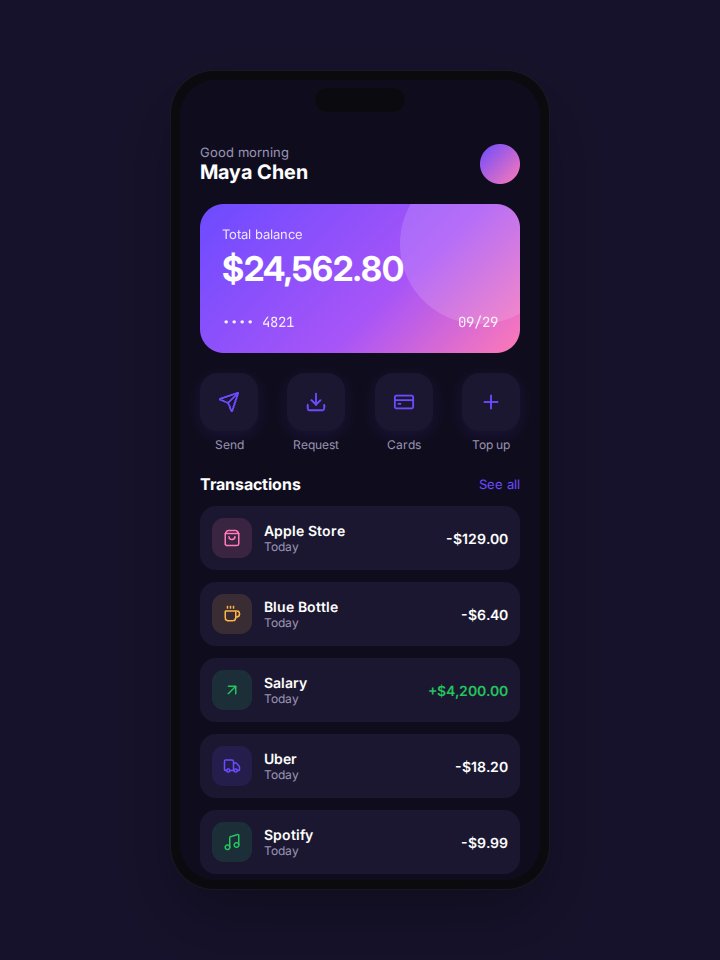 Good morning
Maya Chen
Total balance
$24,562.80
•••• 4821 09/29
Send Request Cards Top up
Transactions See all
Apple Store
Today
-$129.00
Blue Bottle
Today
-$6.40
Salary
Today
+$4,200.00
Uber
Today
-$18.20
Spotify
Today
-$9.99